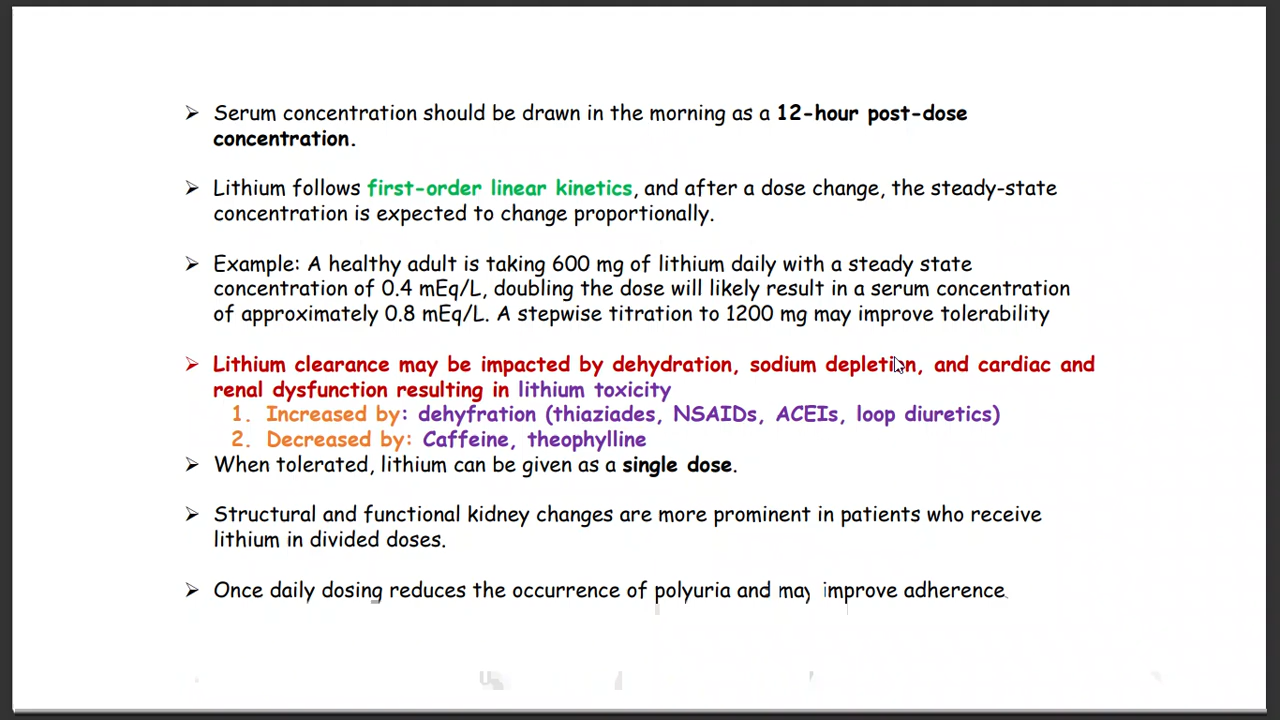 ➢ Serum concentration should be drawn in the morning as a 12-hour post-dose
concentration.
➢ Lithium follows first-order linear kinetics, and after a dose change, the steady-state
concentration is expected to change proportionally.
➢ Example: A healthy adult is taking 600 mg of lithium daily with a steady state
concentration of 0.4 mEq/L, doubling the dose will likely result in a serum concentration
of approximately 0.8 mEq/L. A stepwise titration to 1200 mg may improve tolerability
➢ Lithium clearance may be impacted by dehydration, sodium depletion, and cardiac and
renal dysfunction resulting in lithium toxicity
1. Increased by: dehyfration (thiaziades, NSAIDs, ACEIs, loop diuretics)
2. Decreased by: Caffeine, theophylline
➢ When tolerated, lithium can be given as a single dose.
➢ Structural and functional kidney changes are more prominent in patients who receive
lithium in divided doses.
➢ Once daily dosing reduces the occurrence of polyuria and may improve adherence.